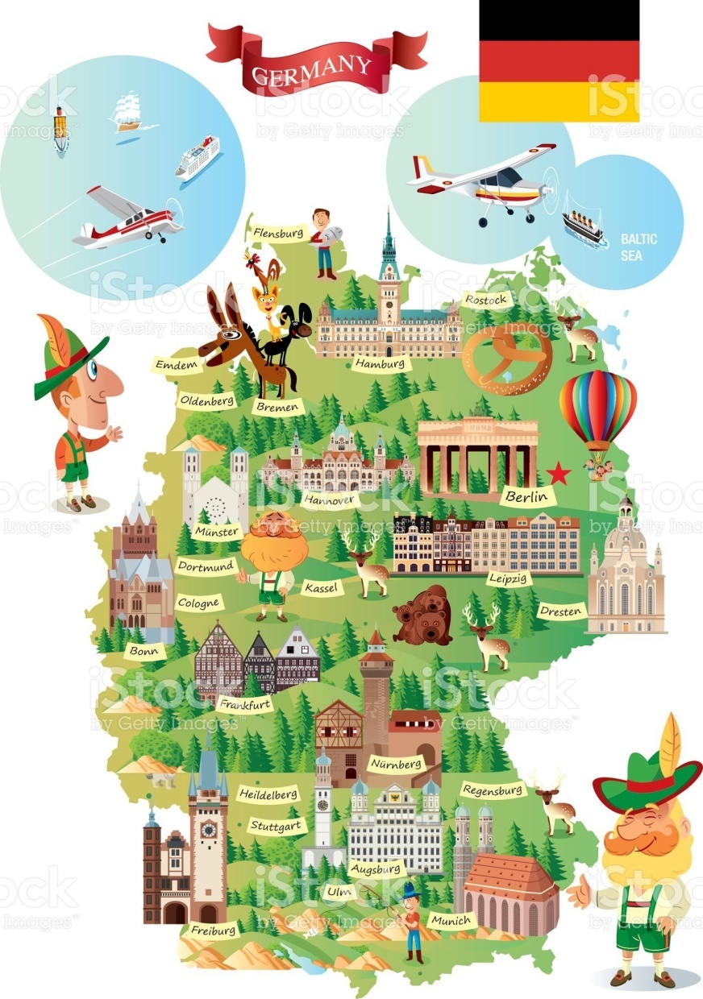 GERMANY
BALTIC
SEA
Flensburg
Rostock
Emdem
Hamburg
Oldenberg
Bremen
Hannover
Berlin
Münster
Dortmund
Kassel
Leipzig
Cologne
Dresten
Bonn
Frankfurt
Nürnberg
Heildelberg
Regensburg
Stuttgart
Augsburg
Ulm
Munich
Freiburg
iStock
by Getty Images™